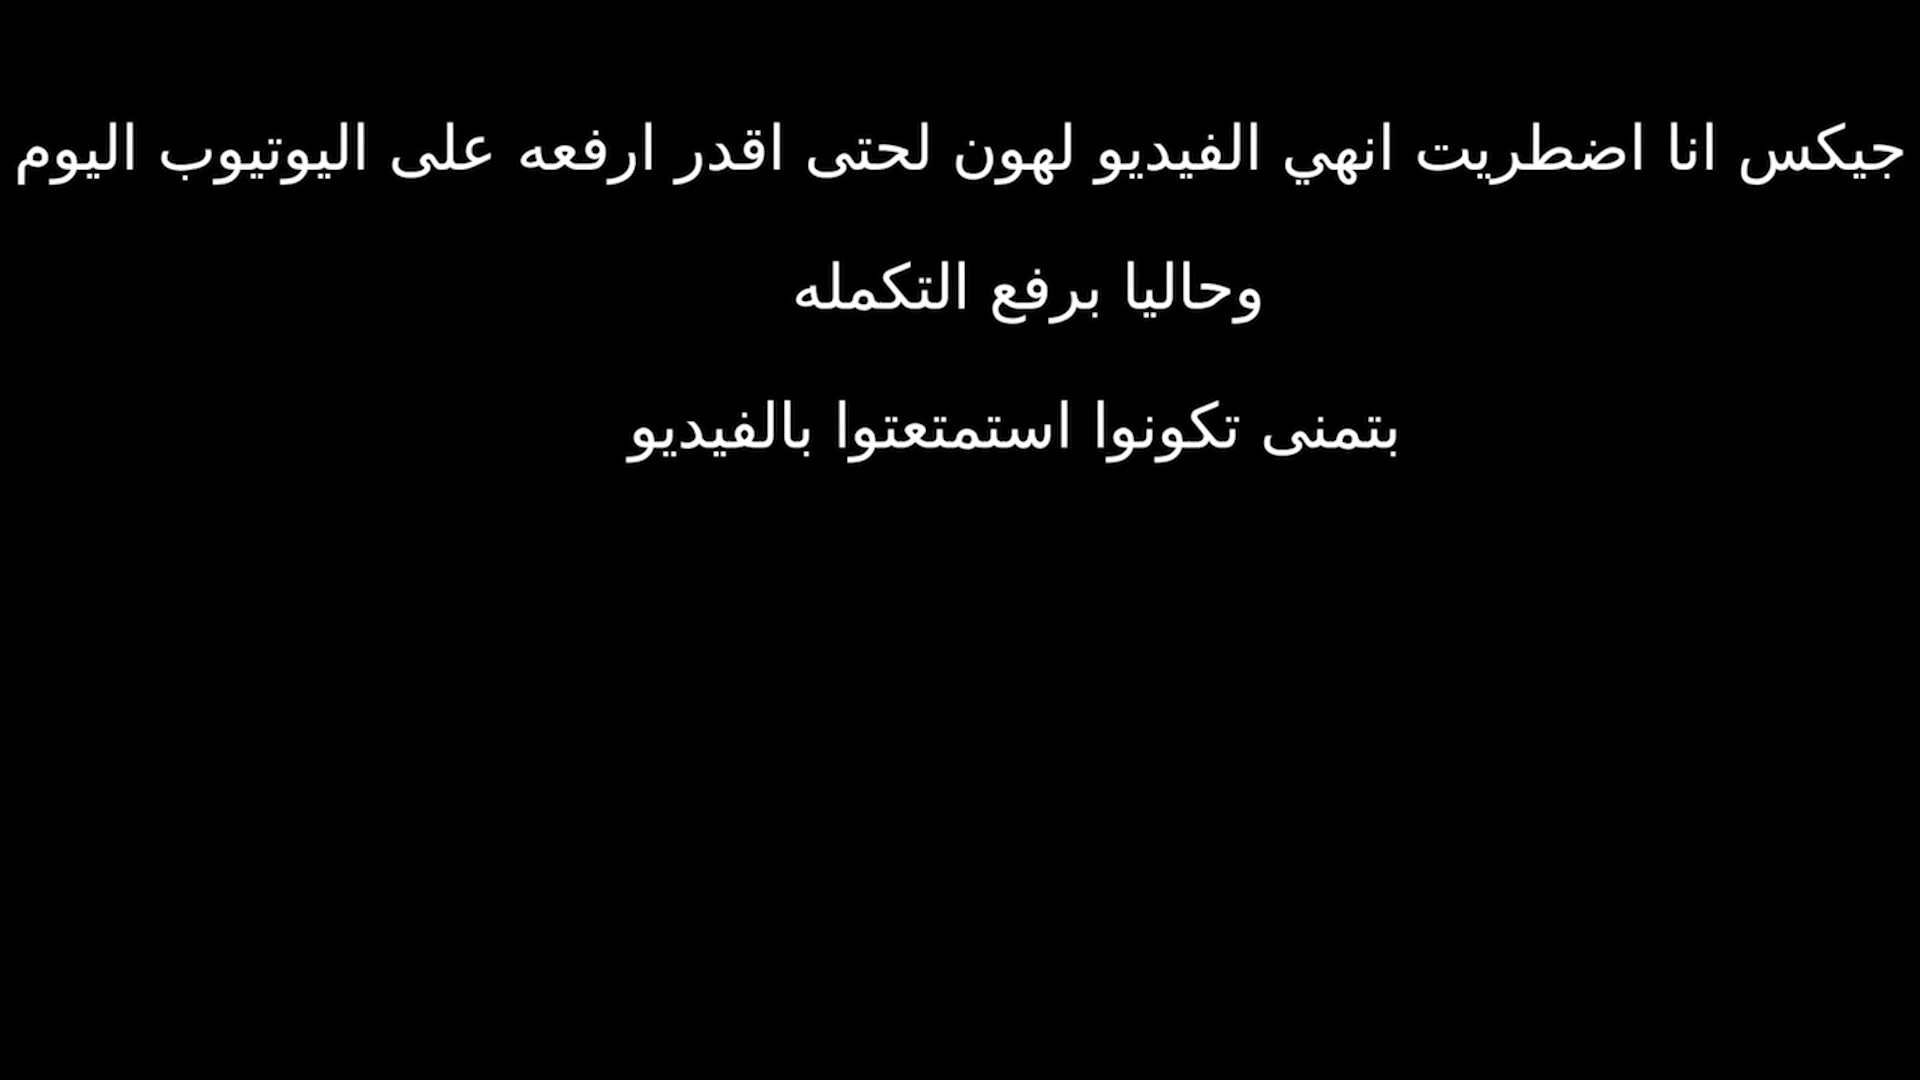 جيكس انا اضطريت انهي الفيديو لهون لحتى اقدر ارفعه على اليوتيوب اليوم
وحاليا برفع التكمله
بتمنى تكونوا استمتعتوا بالفيديو